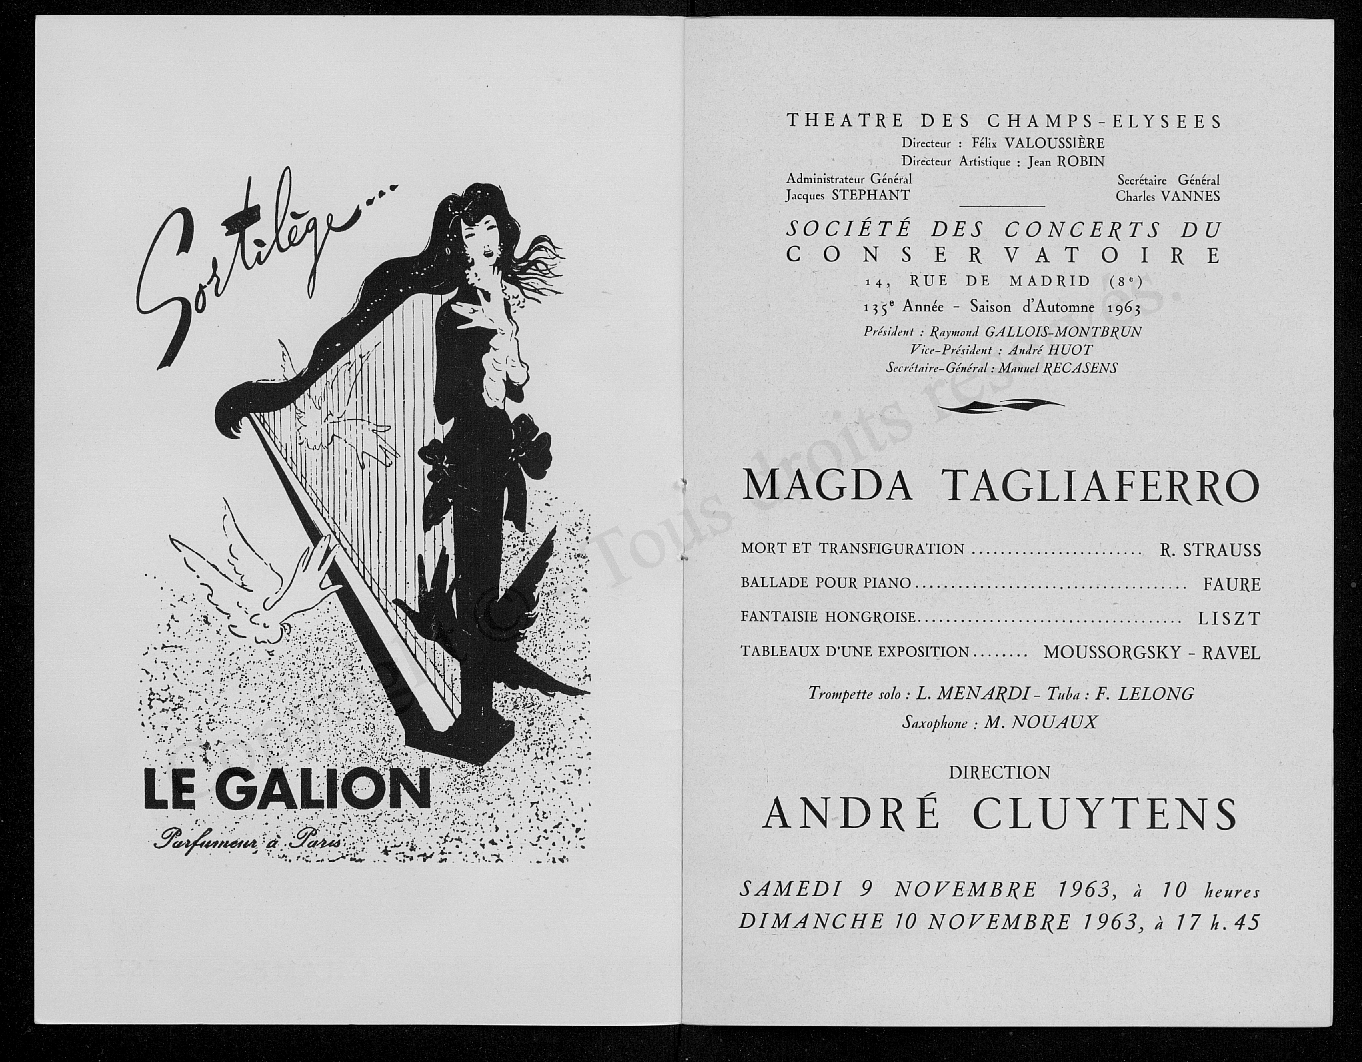 Sortilège...
LE GALION
Parfumeur à Paris
THEATRE DES CHAMPS-ELYSEES
Directeur : Félix VALOUSSIÈRE
Directeur Artistique : Jean ROBIN
Administrateur Général Secrétaire Général
Jacques STEPHANT Charles VANNES
SOCIÉTÉ DES CONCERTS DU
CONSERVATOIRE
14, RUE DE MADRID (8e)
135e Année - Saison d'Automne 1963
Président : Raymond GALLOIS-MONTBRUN
Vice-Président : André HUOT
Secrétaire-Général : Manuel RECASENS
MAGDA TAGLIAFERRO
MORT ET TRANSFIGURATION ........................ R. STRAUSS
BALLADE POUR PIANO ...................................... FAURE
FANTAISIE HONGROISE ..................................... LISZT
TABLEAUX D'UNE EXPOSITION ........ MOUSSORGSKY - RAVEL
Trompette solo : L. MENARDI - Tuba : F. LELONG
Saxophone : M. NOUAUX
DIRECTION
ANDRÉ CLUYTENS
SAMEDI 9 NOVEMBRE 1963, à 10 heures
DIMANCHE 10 NOVEMBRE 1963, à 17 h. 45
© Tous droits réservés.